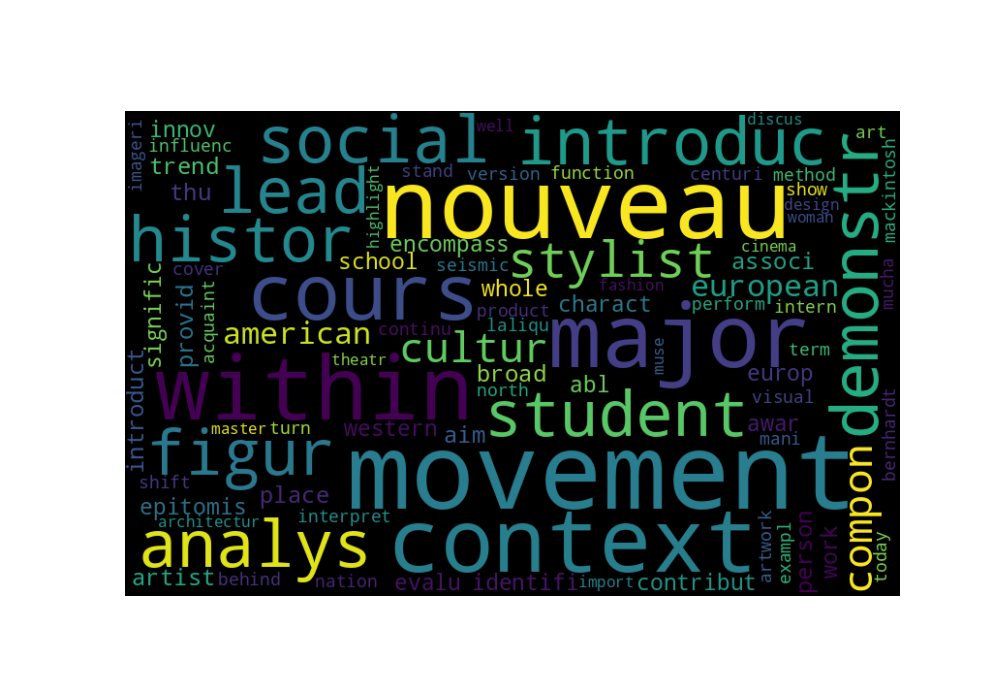 imageri
innov
influenc
trend
thu
social
well
introduc
discus
art
lead
highlight
stand
version
function
centuri
method
show
design
woman
mackintosh
nouveau
demonstr
histor
encompass
stylist
cinema
associ
school
seismic
cover
signific
provid
acquaint
cours
whole
fashion
charact
european
perform
intern
mucha
product
laliqu
major
american
continu
cultur
theatr
muse
term
introduct
within
broad
abl
europ
north
student
visual
bernhardt
master
turn
western
aim
awar
mani
figur
movement
compon
shift
place
epitomis
architectur
interpret
context
analys
artwork
exampl
person
work
today
artist
behind
nation
evalu
identifi
import
contribut